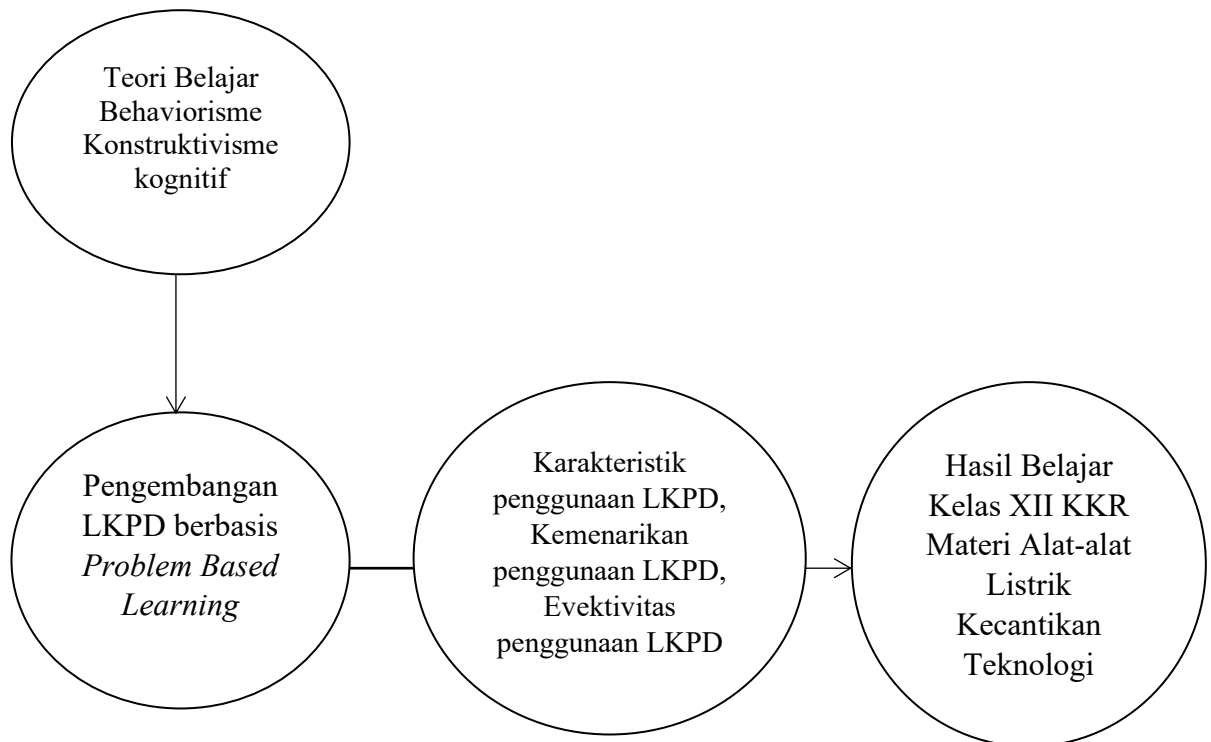 Teori Belajar
Behaviorisme
Konstruktivisme
kognitif
Pengembangan
LKPD berbasis
Problem Based
Learning
Karakteristik
penggunaan LKPD,
Kemenarikan
penggunaan LKPD,
Evektivitas
penggunaan LKPD
Hasil Belajar
Kelas XII KKR
Materi Alat-alat
Listrik
Kecantikan
Teknologi